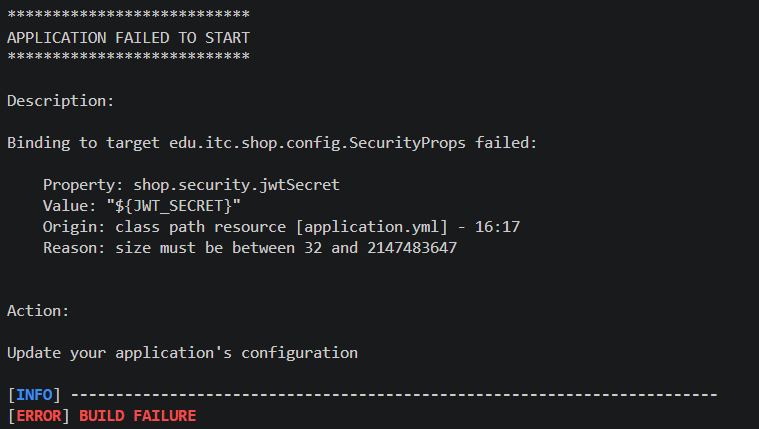 ***************************
APPLICATION FAILED TO START
***************************
Description:
Binding to target edu.itc.shop.config.SecurityProps failed:
Property: shop.security.jwtSecret
Value: "${JWT_SECRET}"
Origin: class path resource [application.yml] - 16:17
Reason: size must be between 32 and 2147483647
Action:
Update your application's configuration
[INFO] ------------------------------------------------------------------------
[ERROR] BUILD FAILURE